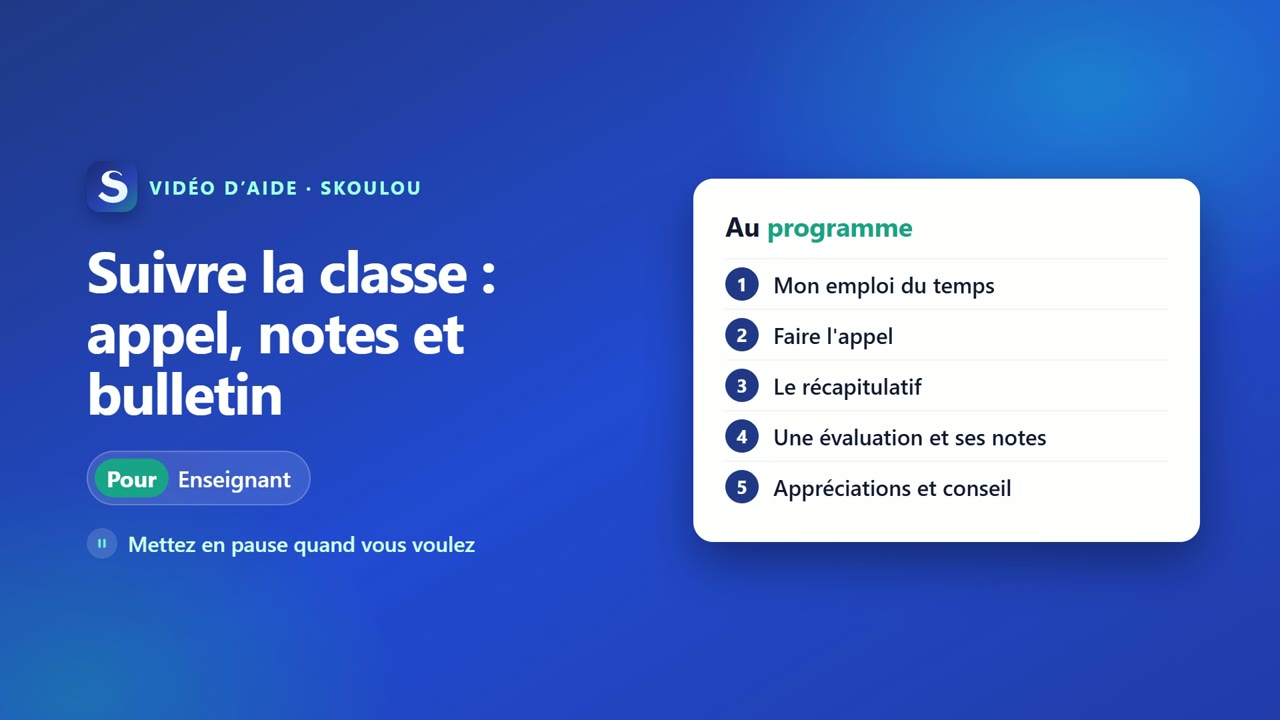 VIDÉO D’AIDE · SKOULOU
Suivre la classe :
appel, notes et
bulletin
Pour Enseignant
Mettez en pause quand vous voulez
Au programme
1 Mon emploi du temps
2 Faire l'appel
3 Le récapitulatif
4 Une évaluation et ses notes
5 Appréciations et conseil